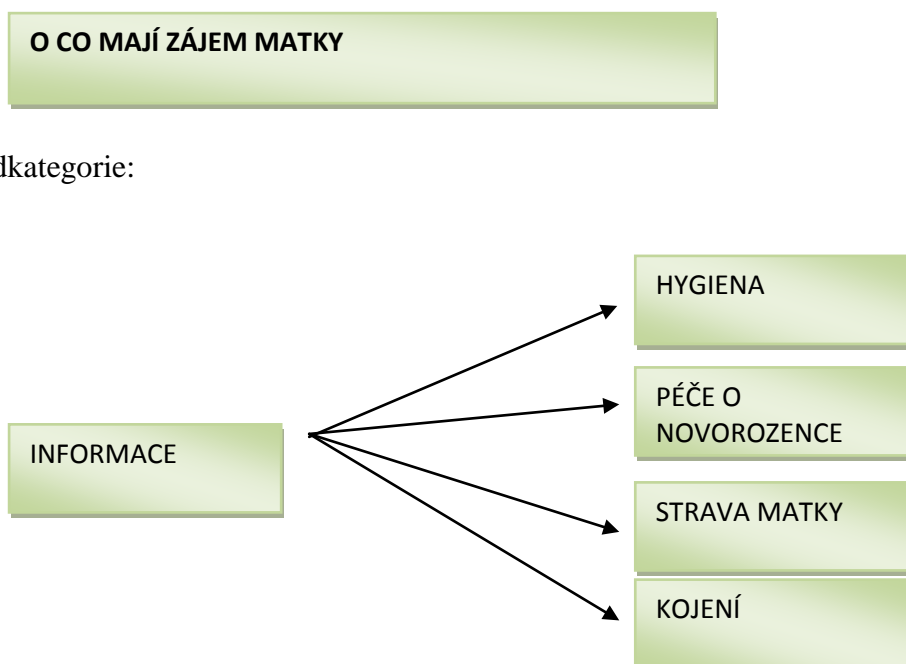 O CO MAJÍ ZÁJEM MATKY
dkategorie:
HYGIENA
PÉČE O
NOVOROZENCE
INFORMACE
STRAVA MATKY
KOJENÍ